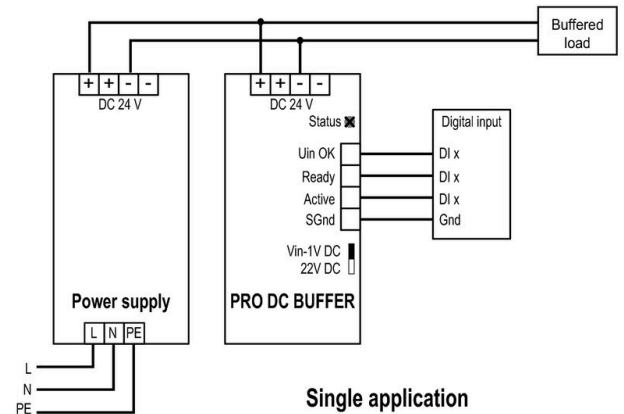 Buffered
load
+ + - -
DC 24 V
Power supply
L N PE
L
N
PE
+ + - -
DC 24 V
Status
Uin OK
Ready
Active
SGnd
Vin-1V DC
22V DC
PRO DC BUFFER
Digital input
DI x
DI x
DI x
Gnd
Single application